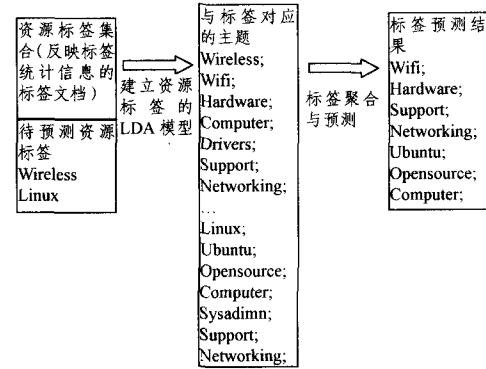 资源标签集
合(反映标签
统计信息的
标签文档)
待预测资源
标签
Wireless
Linux
建立资源
标签的
LDA 模型
与标签对应
的主题
Wireless;
Wifi;
Hardware;
Computer;
Drivers;
Support;
Networking;
...
Linux;
Ubuntu;
Opensource;
Computer;
Sysadimn;
Support;
Networking;
标签聚合
与预测
标签预测结
果
Wifi;
Hardware;
Support;
Networking;
Ubuntu;
Opensource;
Computer;